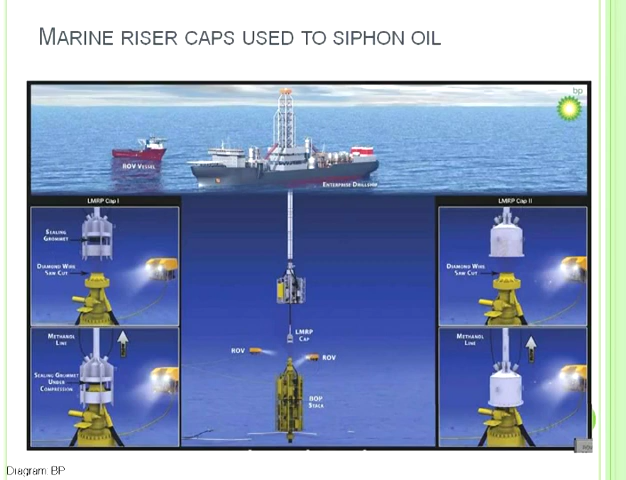 MARINE RISER CAPS USED TO SIPHON OIL
bp
ROV VESSEL
ENTERPRISE DRILLSHIP
LMRP Cap I
SEALING
GROMMET
DIAMOND WIRE
SAW CUT
METHANOL
LINE
SEALING GROMMET
UNDER
COMPRESSION
LMRP
CAP
ROV
ROV
BOP
STACK
LMRP Cap II
DIAMOND WIRE
SAW CUT
METHANOL
LINE
Diagram: BP